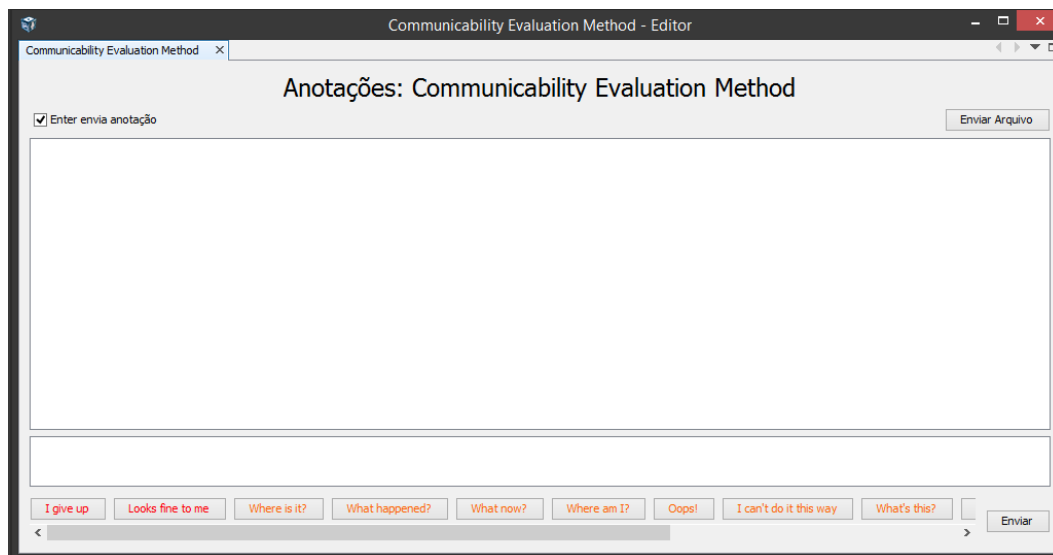 Communicability Evaluation Method - Editor
Communicability Evaluation Method
Anotações: Communicability Evaluation Method
Enter envia anotação
Enviar Arquivo
I give up
Looks fine to me
Where is it?
What happened?
What now?
Where am I?
Oops!
I can't do it this way
What's this?
Enviar